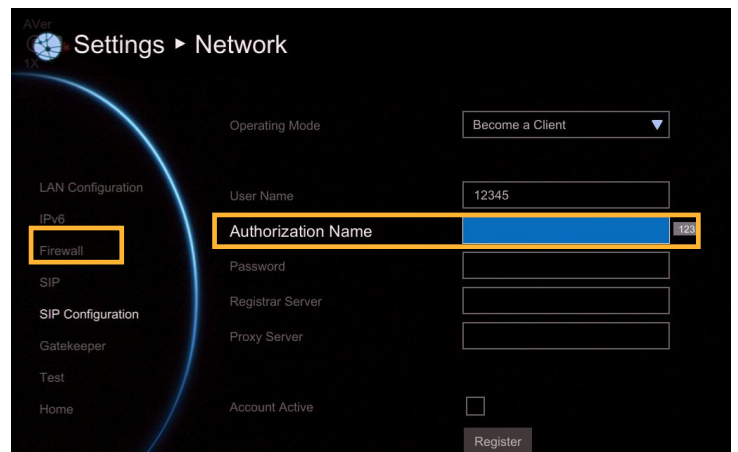 AVer
1X
Settings ► Network
Operating Mode
Become a Client ▼
LAN Configuration
User Name
12345
IPv6
Authorization Name
123
Firewall
Password
SIP
Registrar Server
SIP Configuration
Proxy Server
Gatekeeper
Test
Home
Account Active
Register